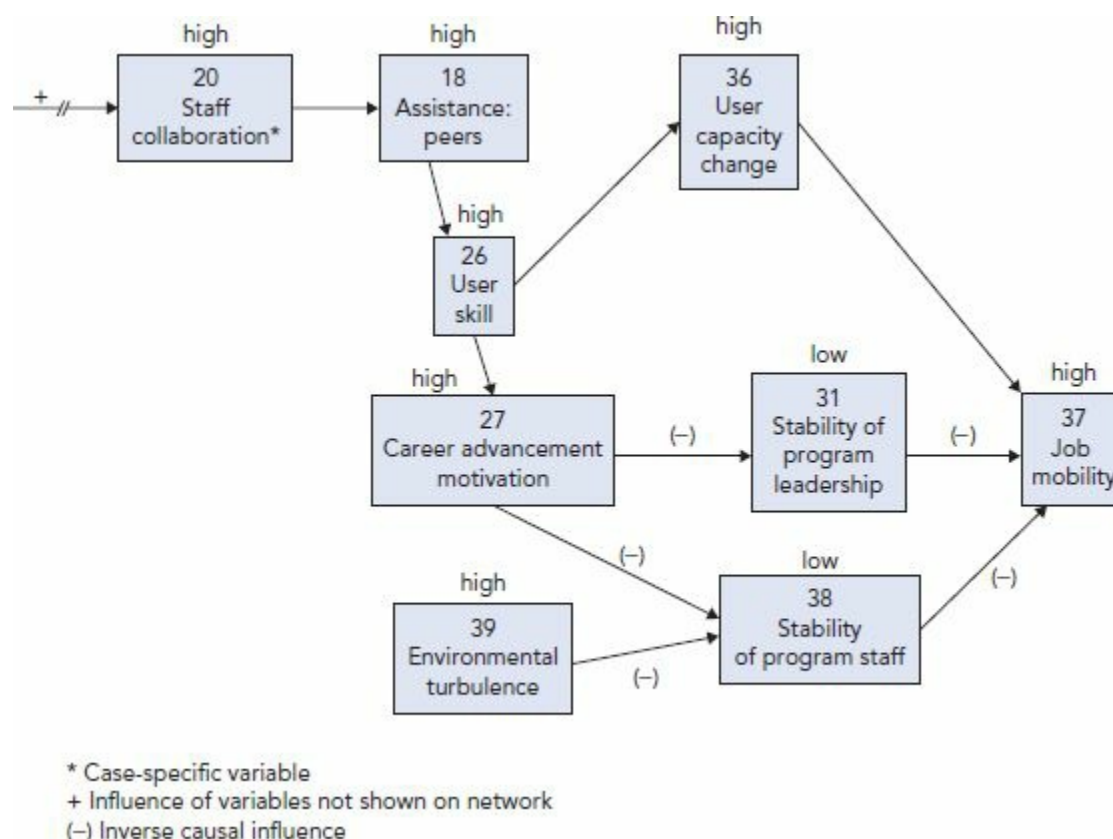 high
20
Staff
collaboration*
+
high
18
Assistance:
peers
high
36
User
capacity
change
high
26
User
skill
high
27
Career advancement
motivation
(–)
low
31
Stability of
program
leadership
(–)
high
37
Job
mobility
(–)
high
39
Environmental
turbulence
(–)
low
38
Stability
of program staff
(–)
* Case-specific variable
+ Influence of variables not shown on network
(–) Inverse causal influence